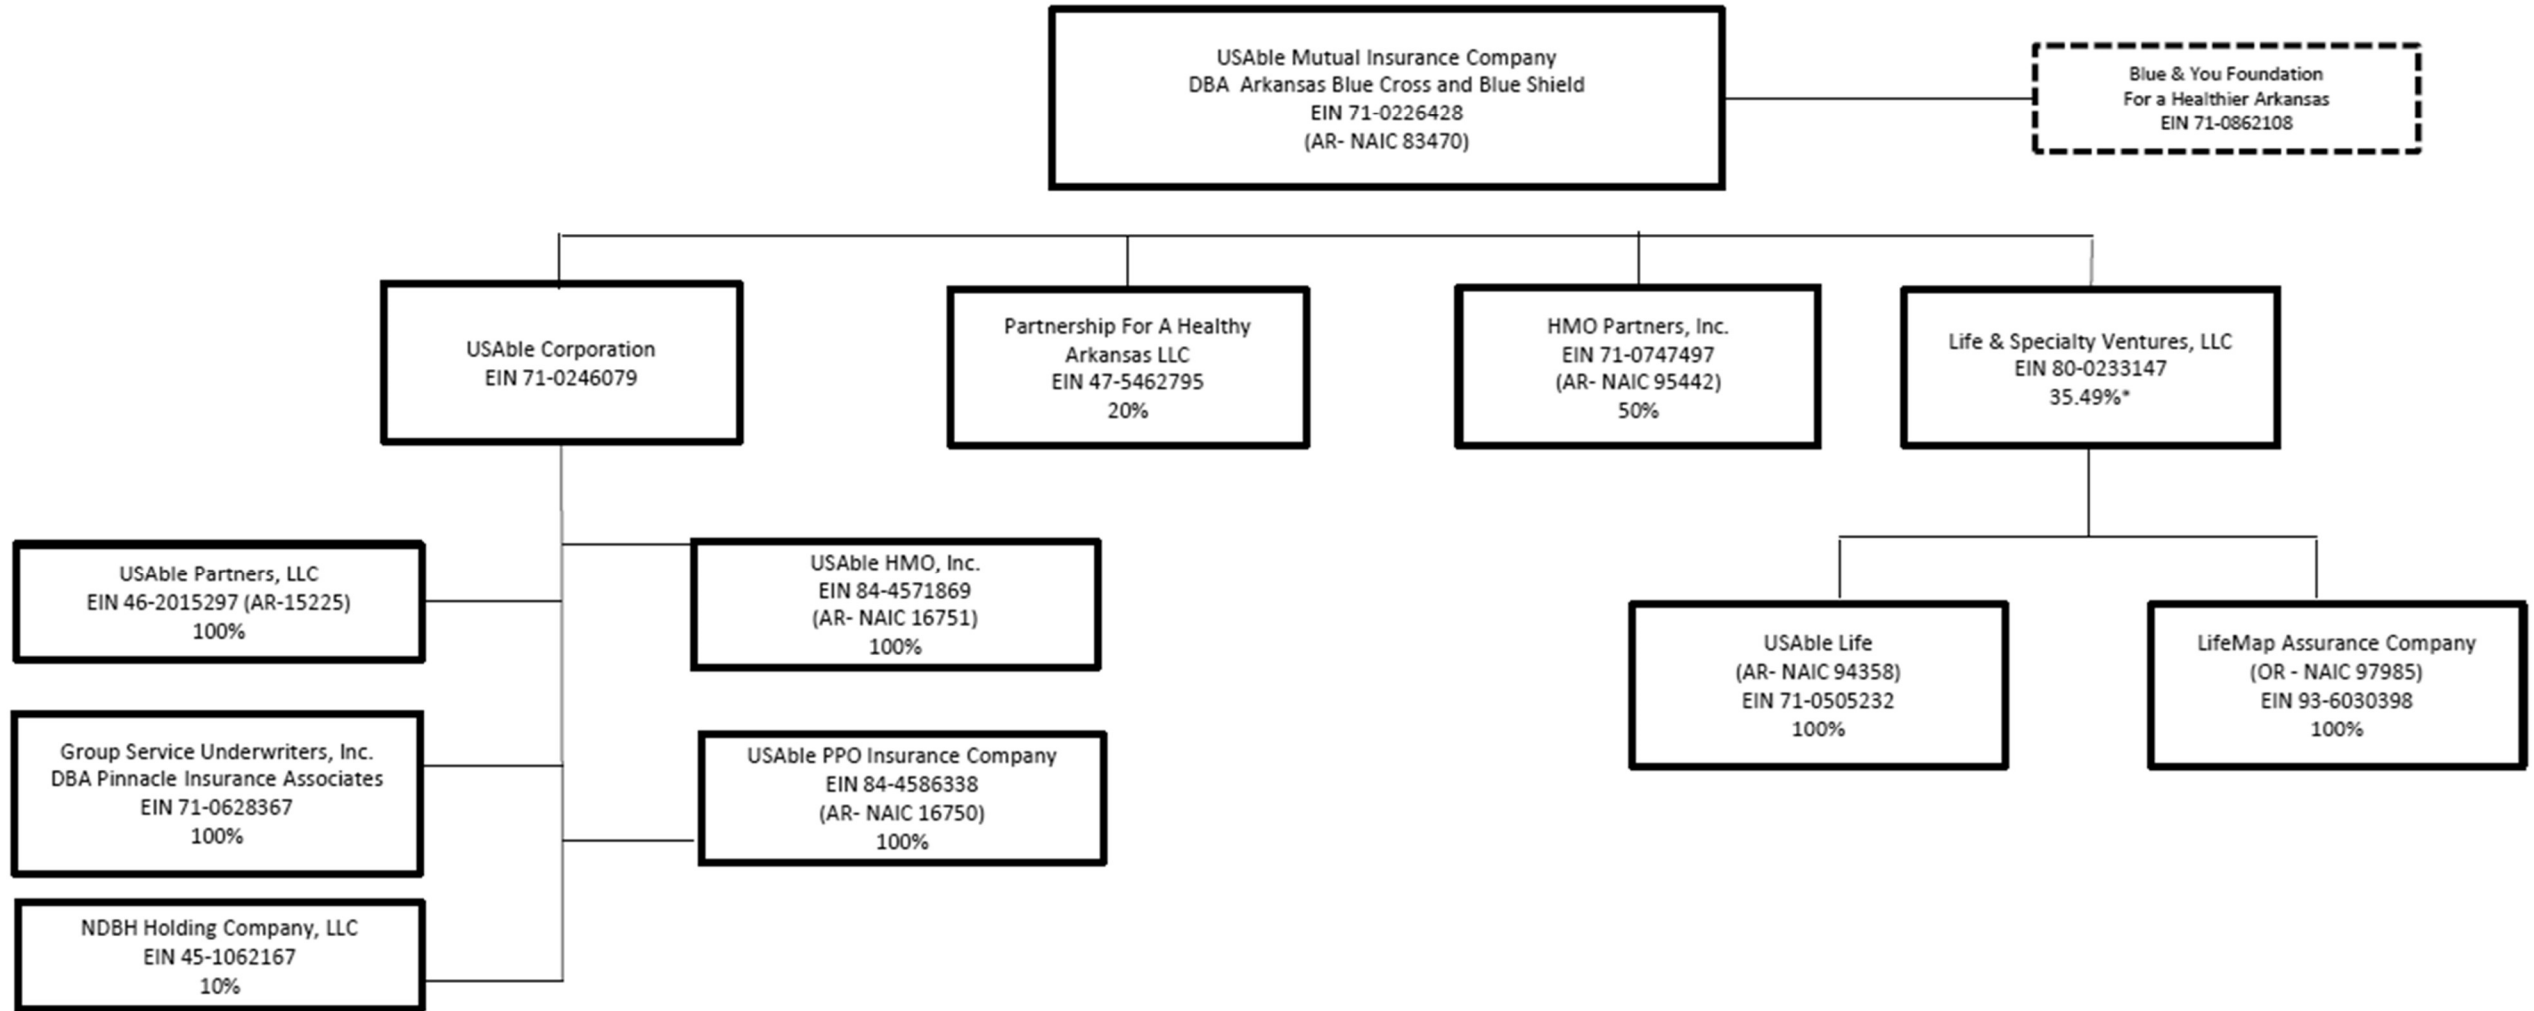 USAble Mutual Insurance Company
DBA Arkansas Blue Cross and Blue Shield
EIN 71-0226428
(AR- NAIC 83470)
Blue & You Foundation
For a Healthier Arkansas
EIN 71-0862108
USAble Corporation
EIN 71-0246079
Partnership For A Healthy
Arkansas LLC
EIN 47-5462795
20%
HMO Partners, Inc.
EIN 71-0747497
(AR- NAIC 95442)
50%
Life & Specialty Ventures, LLC
EIN 80-0233147
35.49%*
USAble Partners, LLC
EIN 46-2015297 (AR-15225)
100%
USAble HMO, Inc.
EIN 84-4571869
(AR- NAIC 16751)
100%
USAble Life
(AR- NAIC 94358)
EIN 71-0505232
100%
LifeMap Assurance Company
(OR - NAIC 97985)
EIN 93-6030398
100%
Group Service Underwriters, Inc.
DBA Pinnacle Insurance Associates
EIN 71-0628367
100%
USAble PPO Insurance Company
EIN 84-4586338
(AR- NAIC 16750)
100%
NDBH Holding Company, LLC
EIN 45-1062167
10%